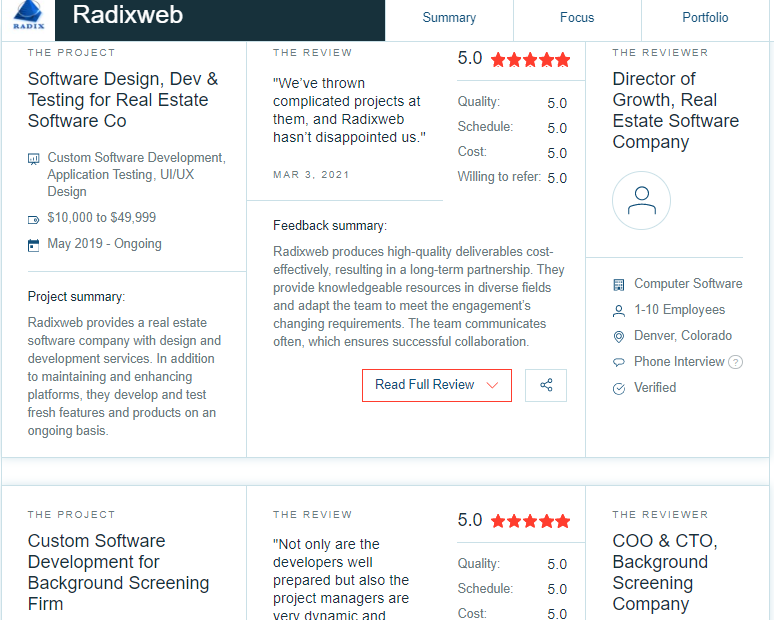 RADIX
Radixweb
Summary
Focus
Portfolio
THE PROJECT
Software Design, Dev &
Testing for Real Estate
Software Co
Custom Software Development,
Application Testing, UI/UX
Design
$10,000 to $49,999
May 2019 - Ongoing
Project summary:
Radixweb provides a real estate
software company with design and
development services. In addition
to maintaining and enhancing
platforms, they develop and test
fresh features and products on an
ongoing basis.
THE REVIEW
"We've thrown
complicated projects at
them, and Radixweb
hasn't disappointed us."
MAR 3, 2021
5.0
Quality: 5.0
Schedule: 5.0
Cost: 5.0
Willing to refer: 5.0
Feedback summary:
Radixweb produces high-quality deliverables cost-
effectively, resulting in a long-term partnership. They
provide knowledgeable resources in diverse fields
and adapt the team to meet the engagement's
changing requirements. The team communicates
often, which ensures successful collaboration.
Read Full Review
THE REVIEWER
Director of
Growth, Real
Estate Software
Company
Computer Software
1-10 Employees
Denver, Colorado
Phone Interview ?
Verified
THE PROJECT
Custom Software
Development for
Background Screening
Firm
THE REVIEW
"Not only are the
developers well
prepared but also the
project managers are
very dynamic and
5.0
Quality: 5.0
Schedule: 5.0
Cost: 5.0
THE REVIEWER
COO & CTO,
Background
Screening
Company